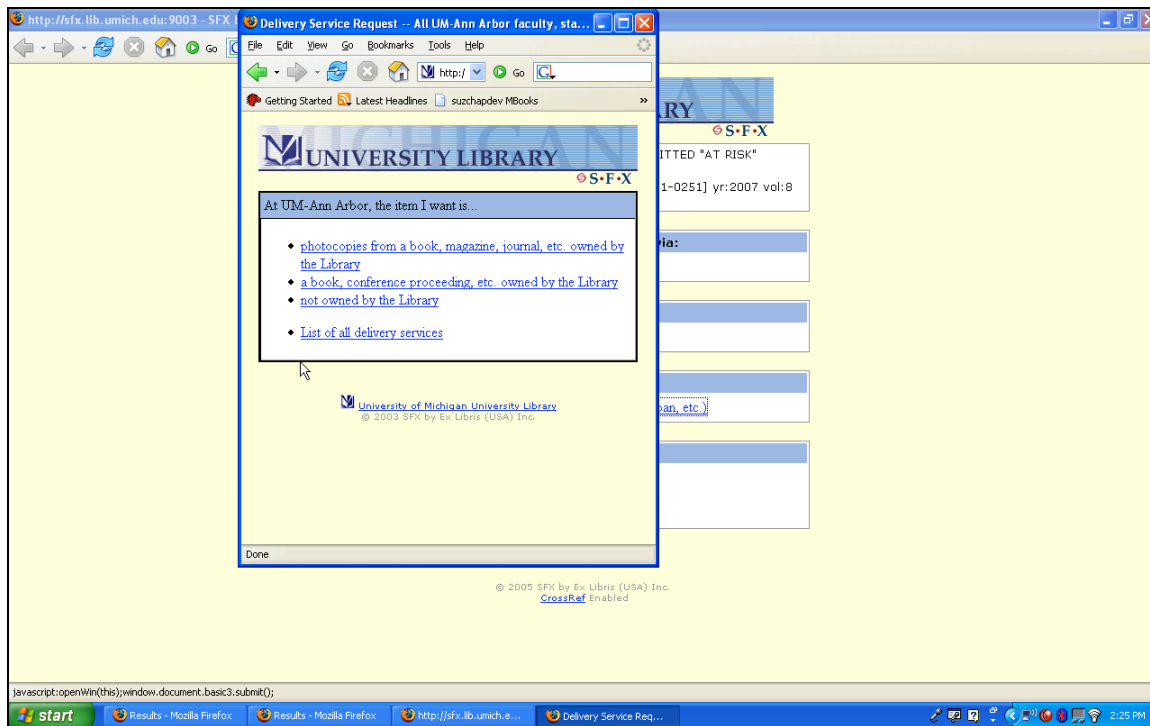 http://sfx.lib.umich.edu:9003 - SFX
Go
Delivery Service Request -- All UM-Ann Arbor faculty, sta...
File Edit View Go Bookmarks Tools Help
http:/ Go
Getting Started Latest Headlines suzchapdev MBooks »
MICHIGAN
UNIVERSITY LIBRARY
S·F·X
At UM-Ann Arbor, the item I want is...
• photocopies from a book, magazine, journal, etc. owned by
the Library
• a book, conference proceeding, etc. owned by the Library
• not owned by the Library
• List of all delivery services
University of Michigan University Library
© 2003 SFX by Ex Libris (USA) Inc.
Done
RY
S·F·X
ITTED "AT RISK"
1-0251] yr:2007 vol:8
via:
oan, etc.)
© 2005 SFX by Ex Libris (USA) Inc.
CrossRef Enabled
javascript:openWin(this);window.document.basic3.submit();
start Results - Mozilla Firefox Results - Mozilla Firefox http://sfx.lib.umich.e... Delivery Service Req... 2:25 PM